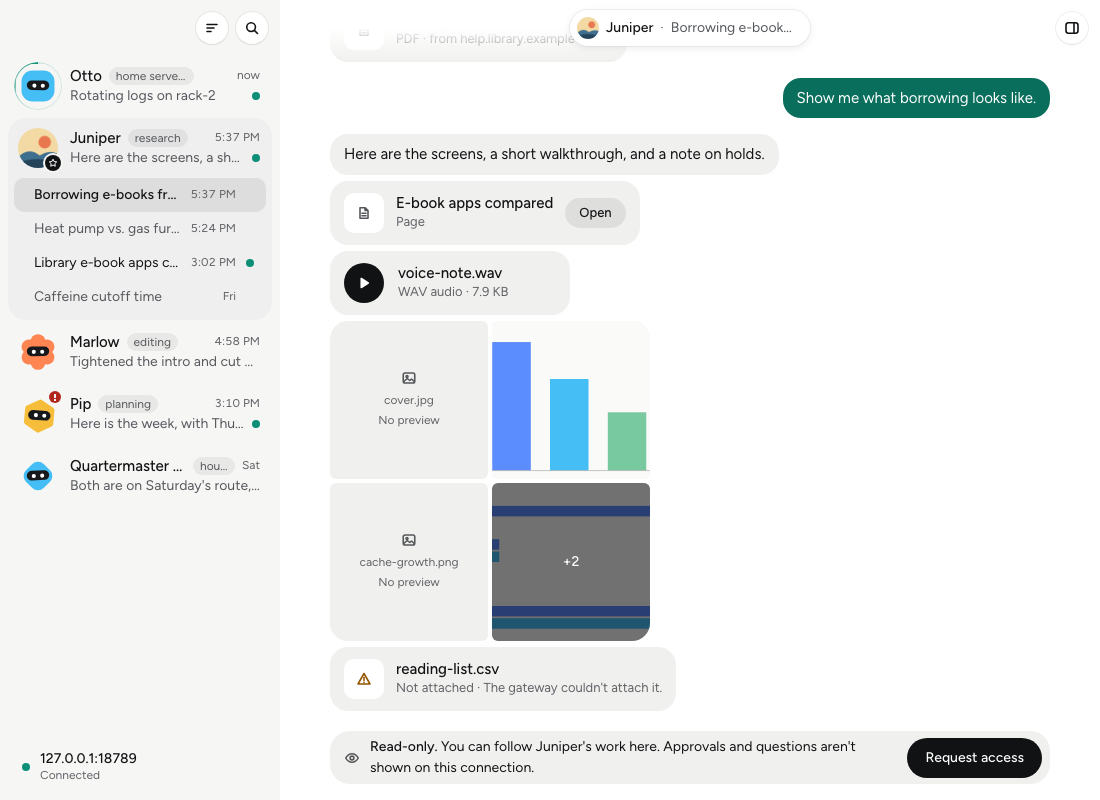 Otto
home serve...
now
Rotating logs on rack-2
Juniper
research
5:37 PM
Here are the screens, a sh...
Borrowing e-books fr...
5:37 PM
Heat pump vs. gas fur...
5:24 PM
Library e-book apps c...
3:02 PM
Caffeine cutoff time
Fri
Marlow
editing
4:58 PM
Tightened the intro and cut ...
Pip
planning
3:10 PM
Here is the week, with Thu...
Quartermaster ...
hou...
Sat
Both are on Saturday's route,...
127.0.0.1:18789
Connected
Juniper · Borrowing e-book...
PDF · from help.library.example
Show me what borrowing looks like.
Here are the screens, a short walkthrough, and a note on holds.
E-book apps compared
Page
Open
voice-note.wav
WAV audio · 7.9 KB
cover.jpg
No preview
cache-growth.png
No preview
+2
reading-list.csv
Not attached · The gateway couldn't attach it.
Read-only. You can follow Juniper's work here. Approvals and questions aren't
shown on this connection.
Request access